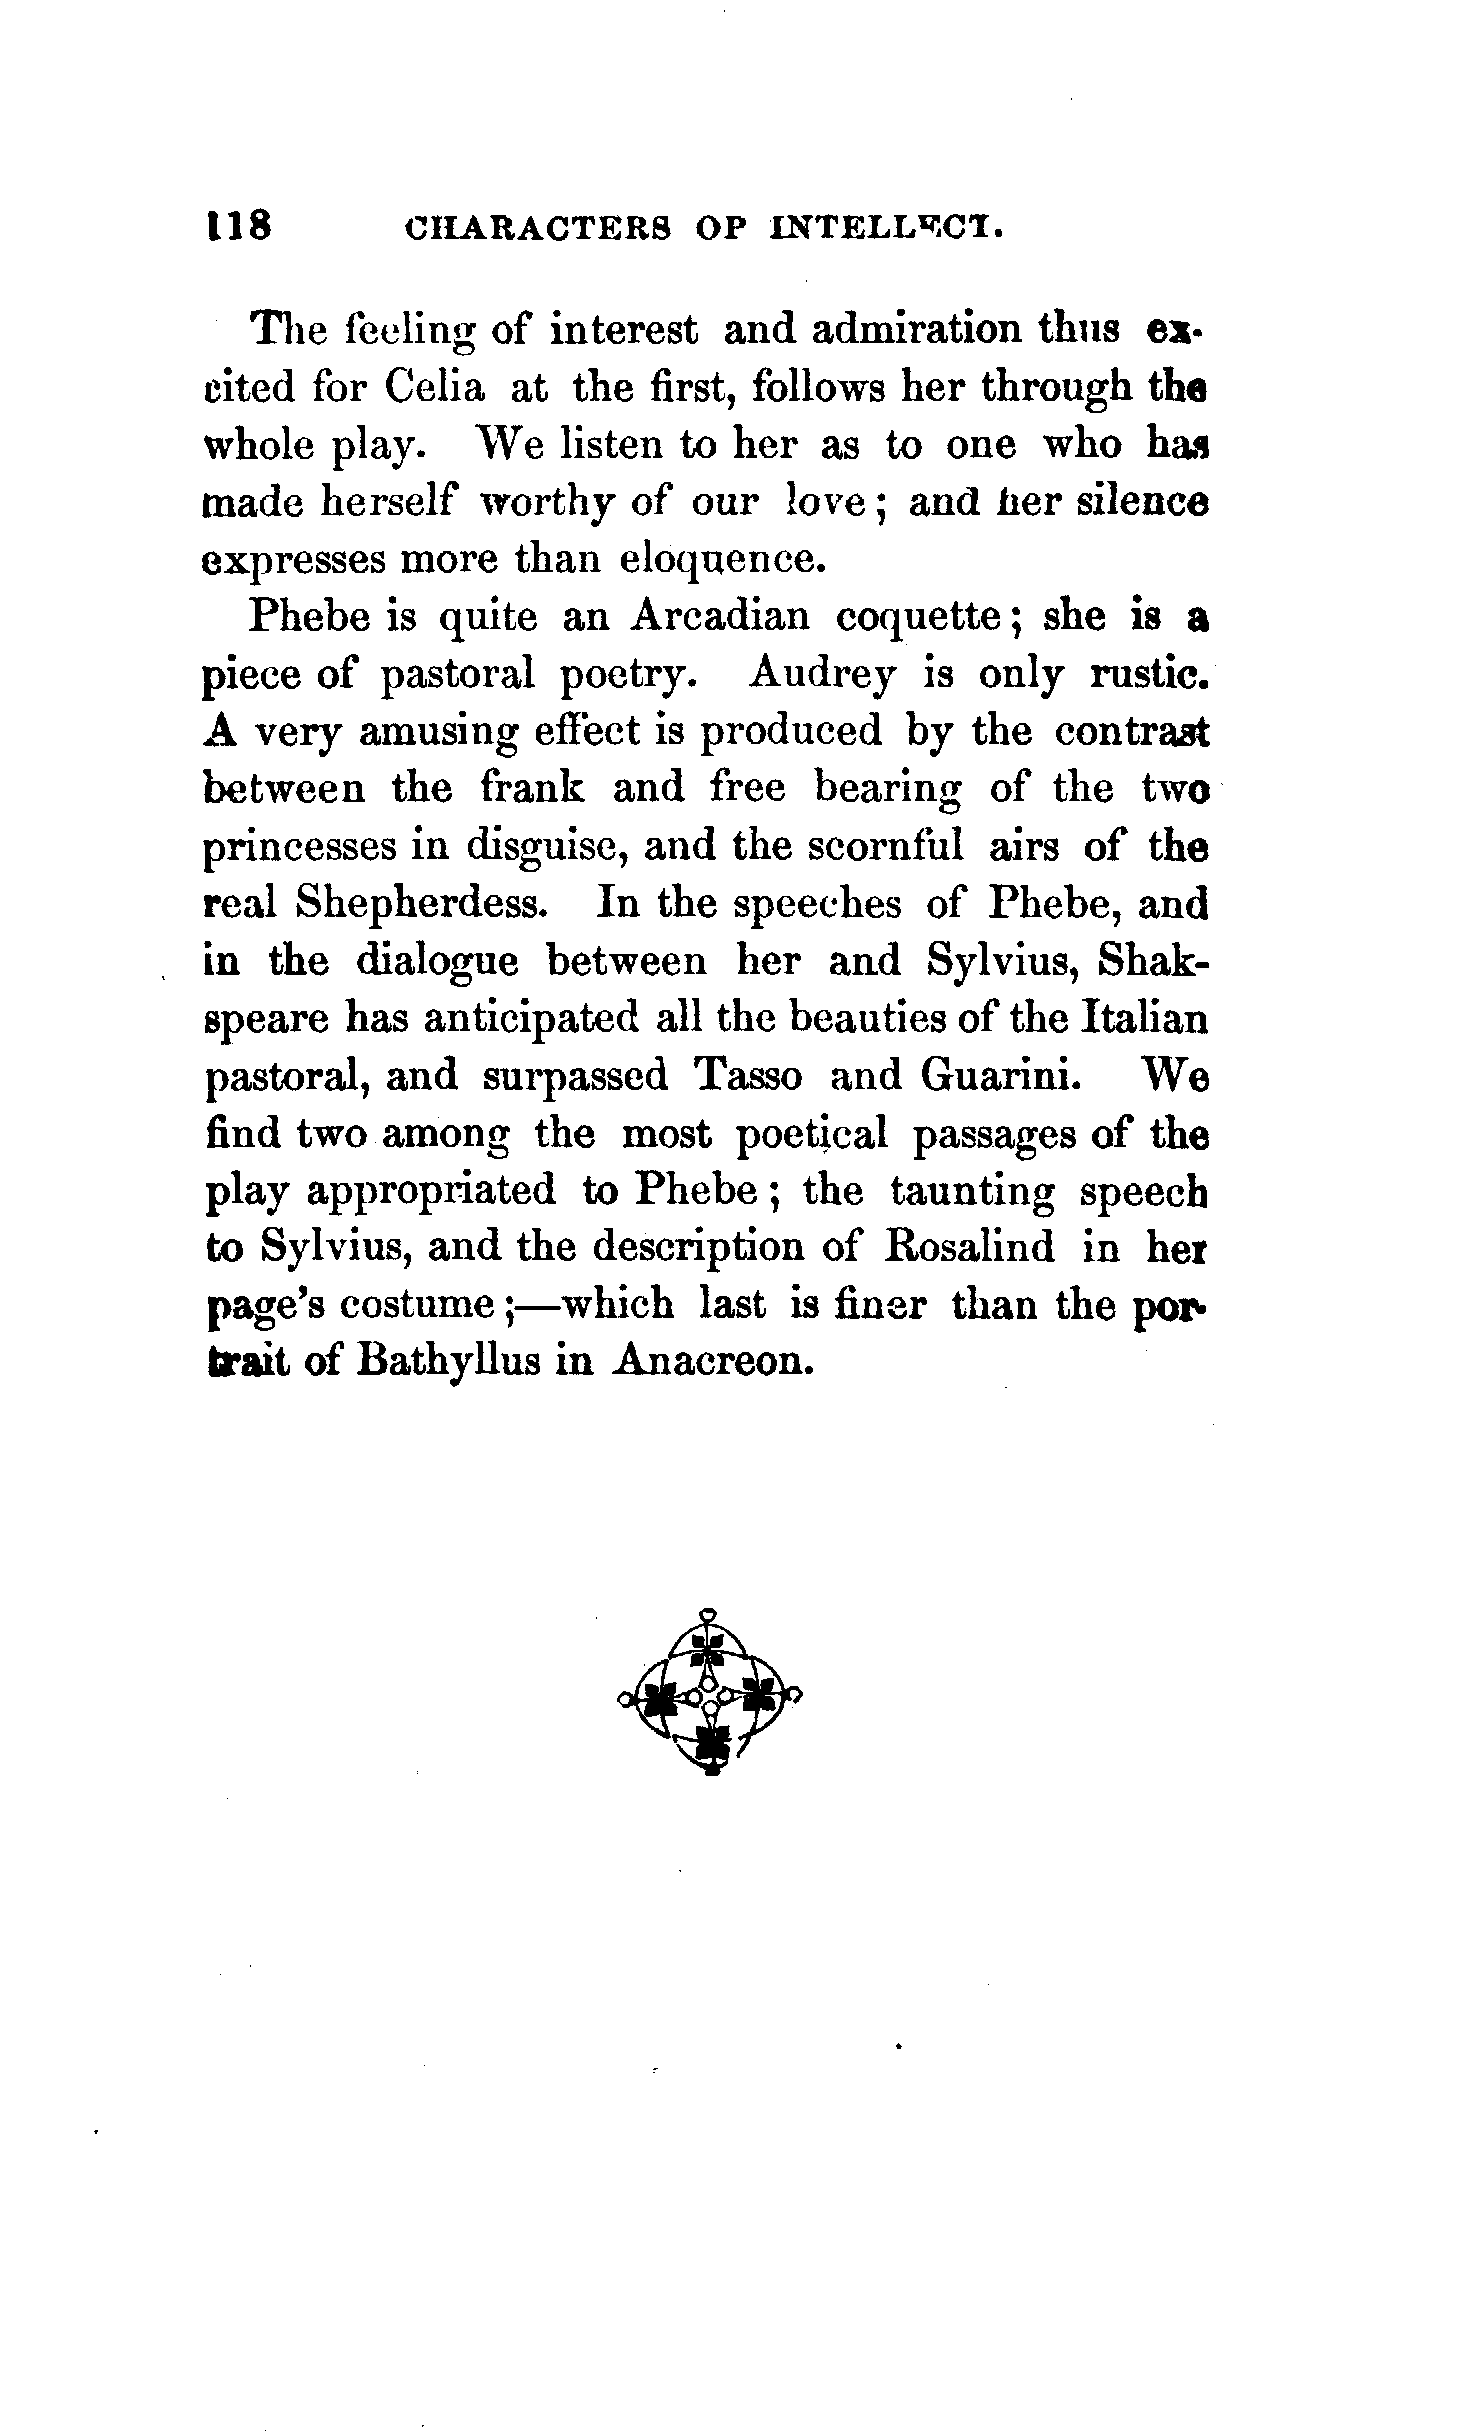 118 CHARACTERS OF INTELLECT.
The feeling of interest and admiration thus ex-
cited for Celia at the first, follows her through the
whole play. We listen to her as to one who has
made herself worthy of our love; and her silence
expresses more than eloquence.
Phebe is quite an Arcadian coquette; she is a
piece of pastoral poetry. Audrey is only rustic.
A very amusing effect is produced by the contrast
between the frank and free bearing of the two
princesses in disguise, and the scornful airs of the
real Shepherdess. In the speeches of Phebe, and
in the dialogue between her and Sylvius, Shak-
speare has anticipated all the beauties of the Italian
pastoral, and surpassed Tasso and Guarini. We
find two among the most poetical passages of the
play appropriated to Phebe; the taunting speech
to Sylvius, and the description of Rosalind in her
page's costume;—which last is finer than the por-
trait of Bathyllus in Anacreon.